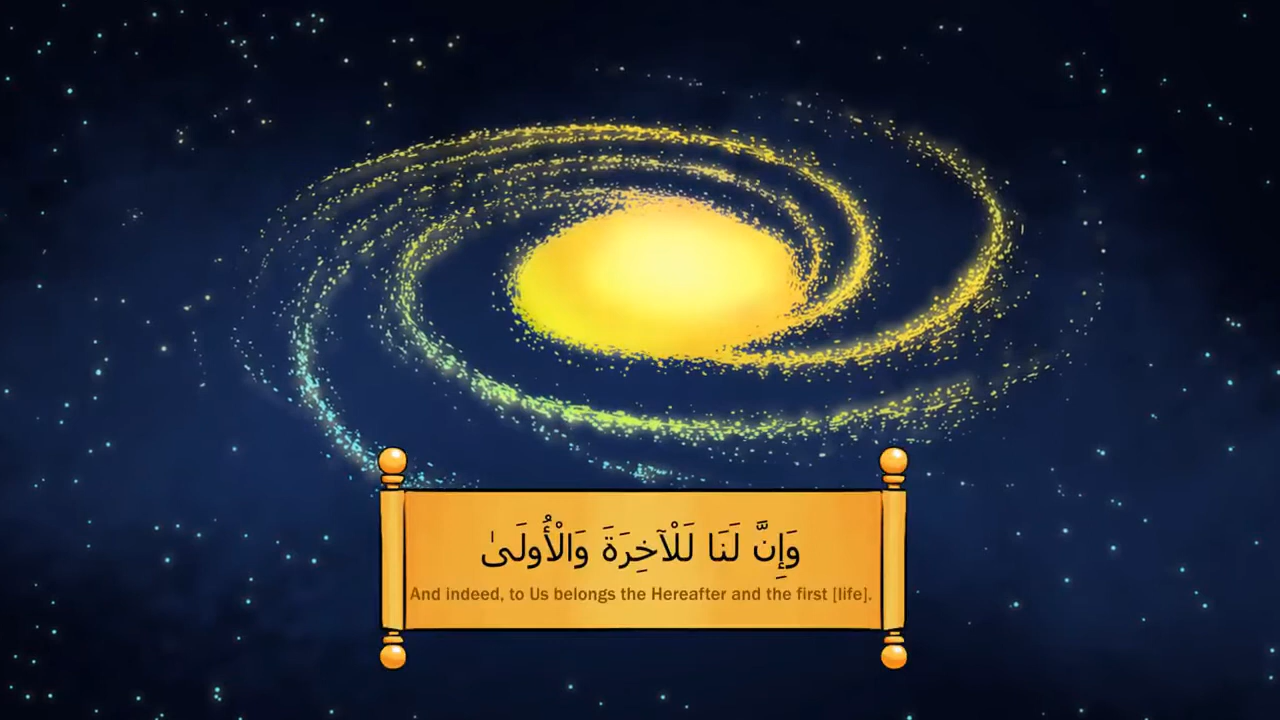 وَإِنَّ لَنَا لَلْآخِرَةَ وَالْأُولَىٰ
And indeed, to Us belongs the Hereafter and the first [life].